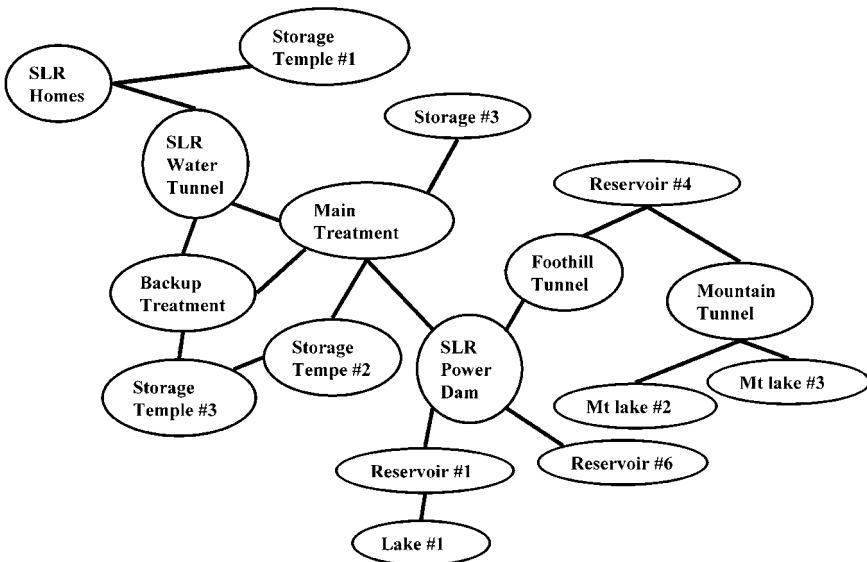 Storage
Temple #1
SLR
Homes
Storage #3
SLR
Water
Tunnel
Reservoir #4
Main
Treatment
Foothill
Tunnel
Backup
Treatment
Mountain
Tunnel
Storage
Tempe #2
SLR
Power
Dam
Storage
Temple #3
Mt lake #3
Mt lake #2
Reservoir #1
Reservoir #6
Lake #1